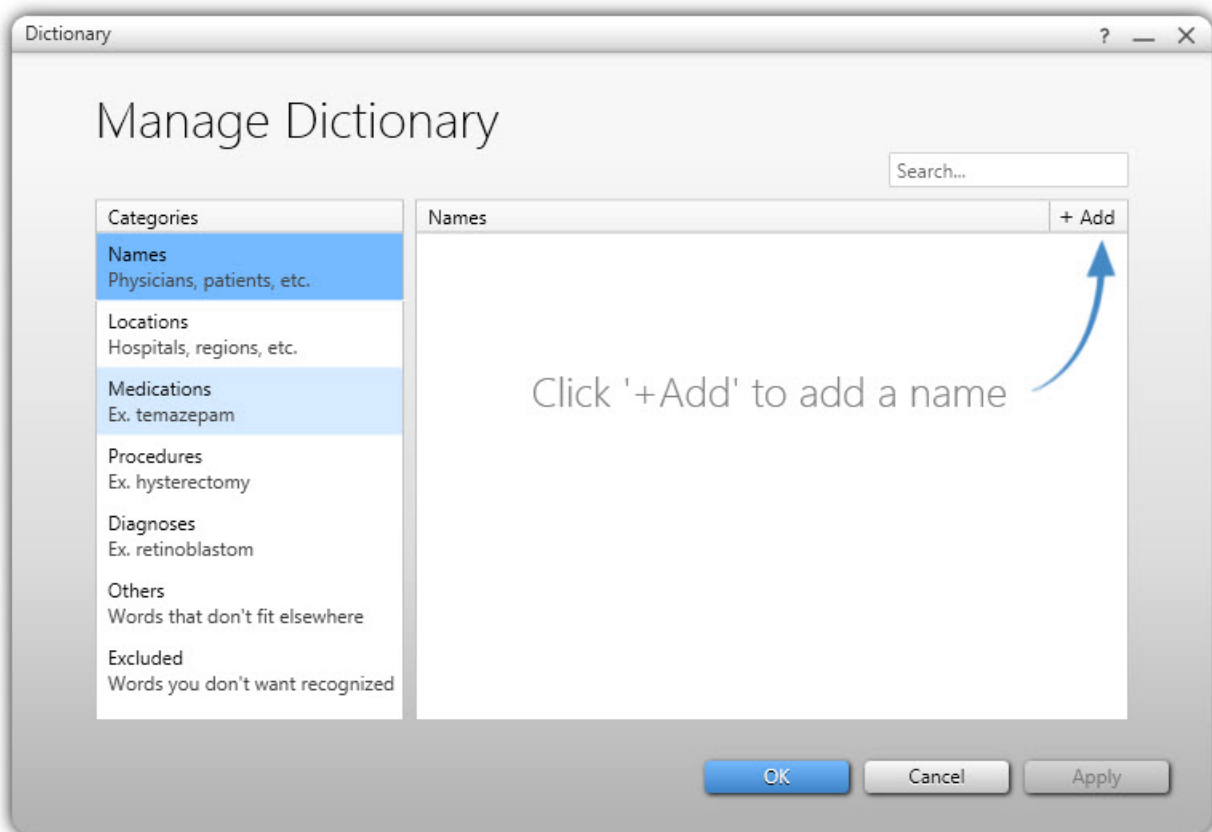 Dictionary
?
Manage Dictionary
Search...
Categories
Names
Physicians, patients, etc.
Locations
Hospitals, regions, etc.
Medications
Ex. temazepam
Procedures
Ex. hysterectomy
Diagnoses
Ex. retinoblastom
Others
Words that don't fit elsewhere
Excluded
Words you don't want recognized
Names
+ Add
Click '+Add' to add a name
OK
Cancel
Apply